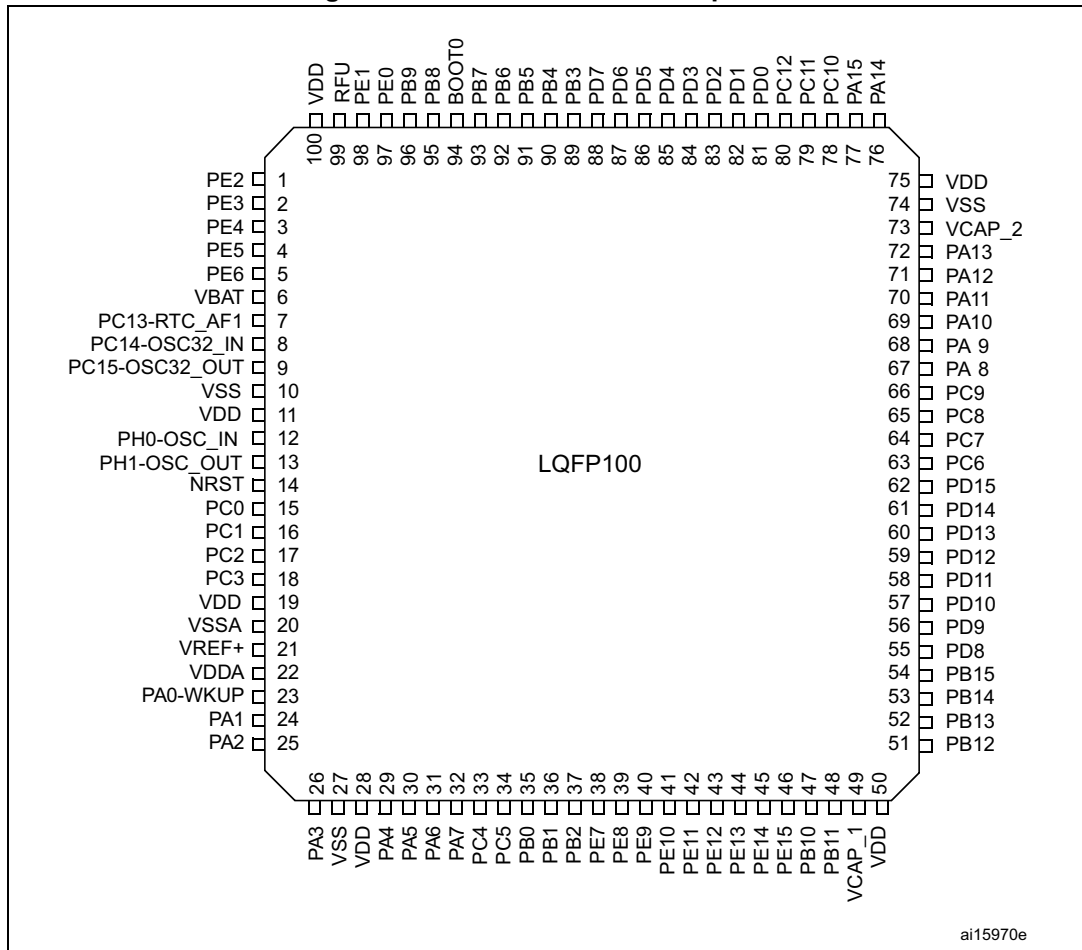 VDD
RFU
PE1
PE0
PB9
PB8
BOOT0
PB7
PB6
PB5
PB4
PB3
PD7
PD6
PD5
PD4
PD3
PD2
PD1
PD0
PC12
PC11
PC10
PA15
PA14
100
99
98
97
96
95
94
93
92
91
90
89
88
87
86
85
84
83
82
81
80
79
78
77
76
PE2 1
PE3 2
PE4 3
PE5 4
PE6 5
VBAT 6
PC13-RTC_AF1 7
PC14-OSC32_IN 8
PC15-OSC32_OUT 9
VSS 10
VDD 11
PH0-OSC_IN 12
PH1-OSC_OUT 13
NRST 14
PC0 15
PC1 16
PC2 17
PC3 18
VDD 19
VSSA 20
VREF+ 21
VDDA 22
PA0-WKUP 23
PA1 24
PA2 25
LQFP100
75 VDD
74 VSS
73 VCAP_2
72 PA13
71 PA12
70 PA11
69 PA10
68 PA 9
67 PA 8
66 PC9
65 PC8
64 PC7
63 PC6
62 PD15
61 PD14
60 PD13
59 PD12
58 PD11
57 PD10
56 PD9
55 PD8
54 PB15
53 PB14
52 PB13
51 PB12
26
27
28
29
30
31
32
33
34
35
36
37
38
39
40
41
42
43
44
45
46
47
48
49
50
PA3
VSS
VDD
PA4
PA5
PA6
PA7
PC4
PC5
PB0
PB1
PB2
PE7
PE8
PE9
PE10
PE11
PE12
PE13
PE14
PE15
PB10
PB11
VCAP_1
VDD
ai15970e